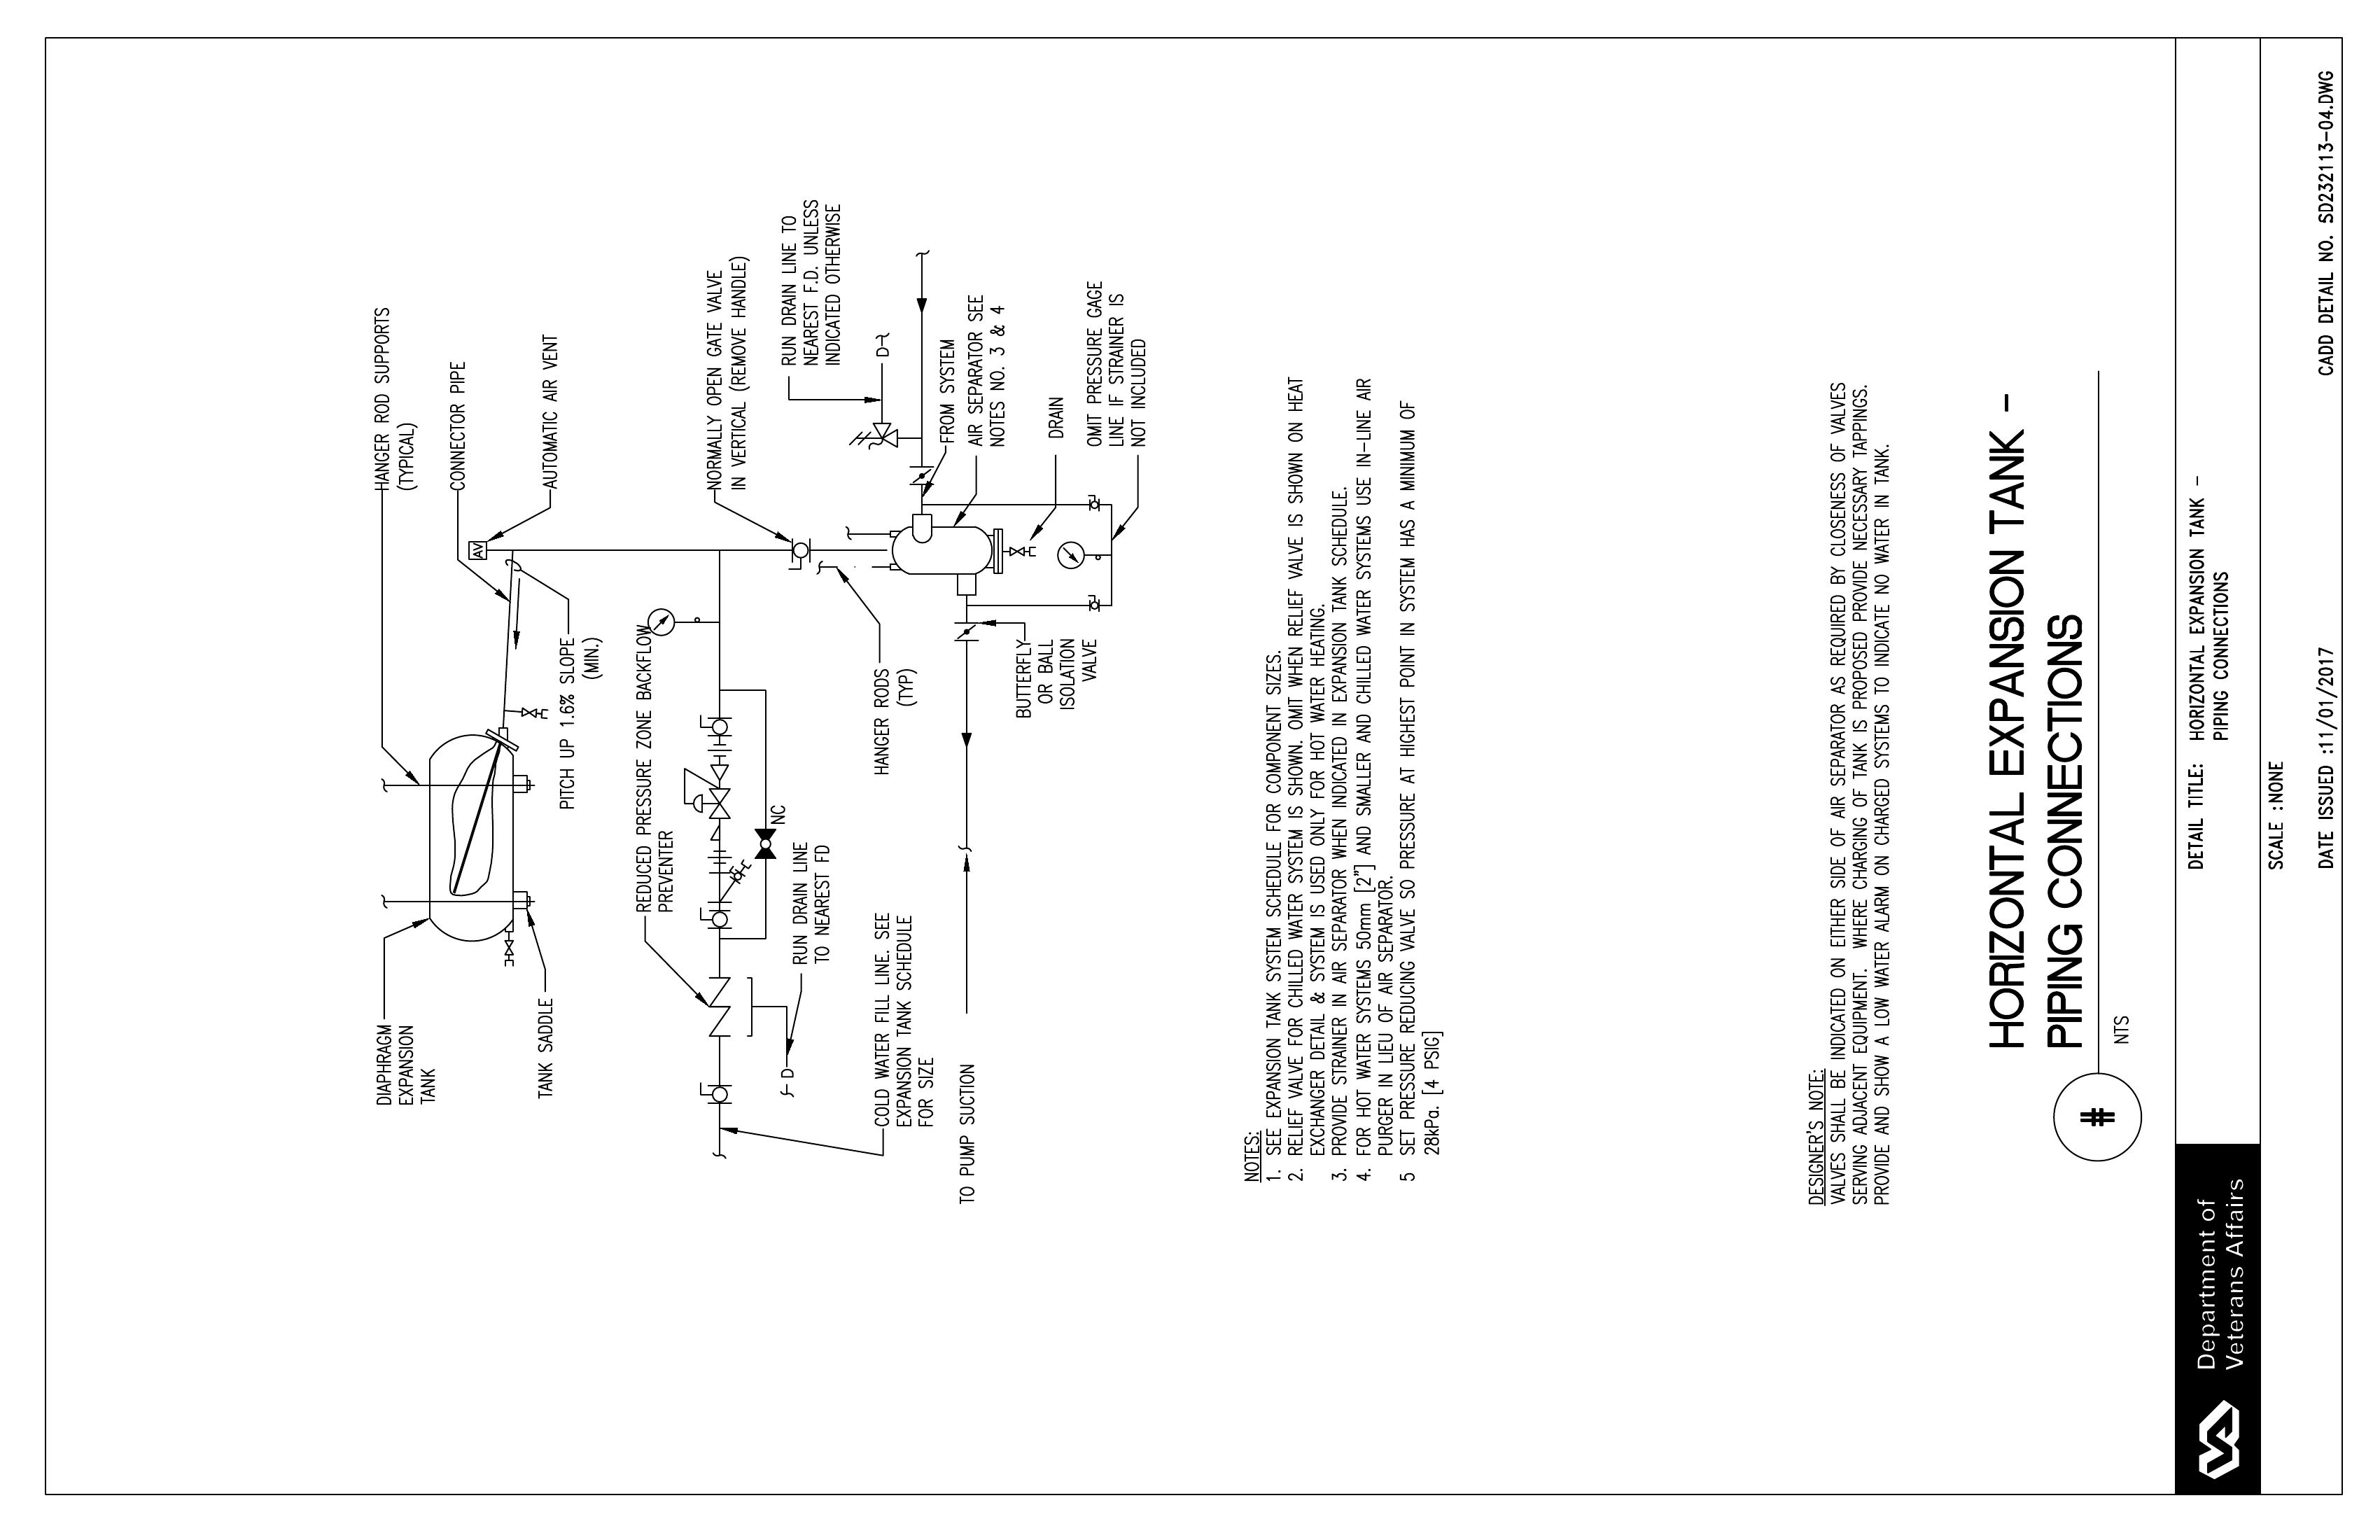 HANGER ROD SUPPORTS
(TYPICAL)
CONNECTOR PIPE
AUTOMATIC AIR VENT
AV
DIAPHRAGM
EXPANSION
TANK
TANK SADDLE
PITCH UP 1.6% SLOPE
(MIN.)
NORMALLY OPEN GATE VALVE
IN VERTICAL (REMOVE HANDLE)
REDUCED PRESSURE ZONE BACKFLOW
PREVENTER
NC
RUN DRAIN LINE
TO NEAREST FD
D
RUN DRAIN LINE TO
NEAREST F.D. UNLESS
INDICATED OTHERWISE
D
HANGER RODS
(TYP)
COLD WATER FILL LINE. SEE
EXPANSION TANK SCHEDULE
FOR SIZE
FROM SYSTEM
AIR SEPARATOR SEE
NOTES NO. 3 & 4
TO PUMP SUCTION
BUTTERFLY
OR BALL
ISOLATION
VALVE
DRAIN
OMIT PRESSURE GAGE
LINE IF STRAINER IS
NOT INCLUDED
NOTES:
1. SEE EXPANSION TANK SYSTEM SCHEDULE FOR COMPONENT SIZES.
2. RELIEF VALVE FOR CHILLED WATER SYSTEM IS SHOWN. OMIT WHEN RELIEF VALVE IS SHOWN ON HEAT
EXCHANGER DETAIL & SYSTEM IS USED ONLY FOR HOT WATER HEATING.
3. PROVIDE STRAINER IN AIR SEPARATOR WHEN INDICATED IN EXPANSION TANK SCHEDULE.
4. FOR HOT WATER SYSTEMS 50mm [2"] AND SMALLER AND CHILLED WATER SYSTEMS USE IN-LINE AIR
PURGER IN LIEU OF AIR SEPARATOR.
5 SET PRESSURE REDUCING VALVE SO PRESSURE AT HIGHEST POINT IN SYSTEM HAS A MINIMUM OF
28kPa. [4 PSIG]
DESIGNER'S NOTE:
VALVES SHALL BE INDICATED ON EITHER SIDE OF AIR SEPARATOR AS REQUIRED BY CLOSENESS OF VALVES
SERVING ADJACENT EQUIPMENT. WHERE CHARGING OF TANK IS PROPOSED PROVIDE NECESSARY TAPPINGS.
PROVIDE AND SHOW A LOW WATER ALARM ON CHARGED SYSTEMS TO INDICATE NO WATER IN TANK.
HORIZONTAL EXPANSION TANK -
PIPING CONNECTIONS
#
NTS
Department of
Veterans Affairs
DETAIL TITLE: HORIZONTAL EXPANSION TANK -
PIPING CONNECTIONS
SCALE :NONE
DATE ISSUED :11/01/2017
CADD DETAIL NO. SD232113-04.DWG